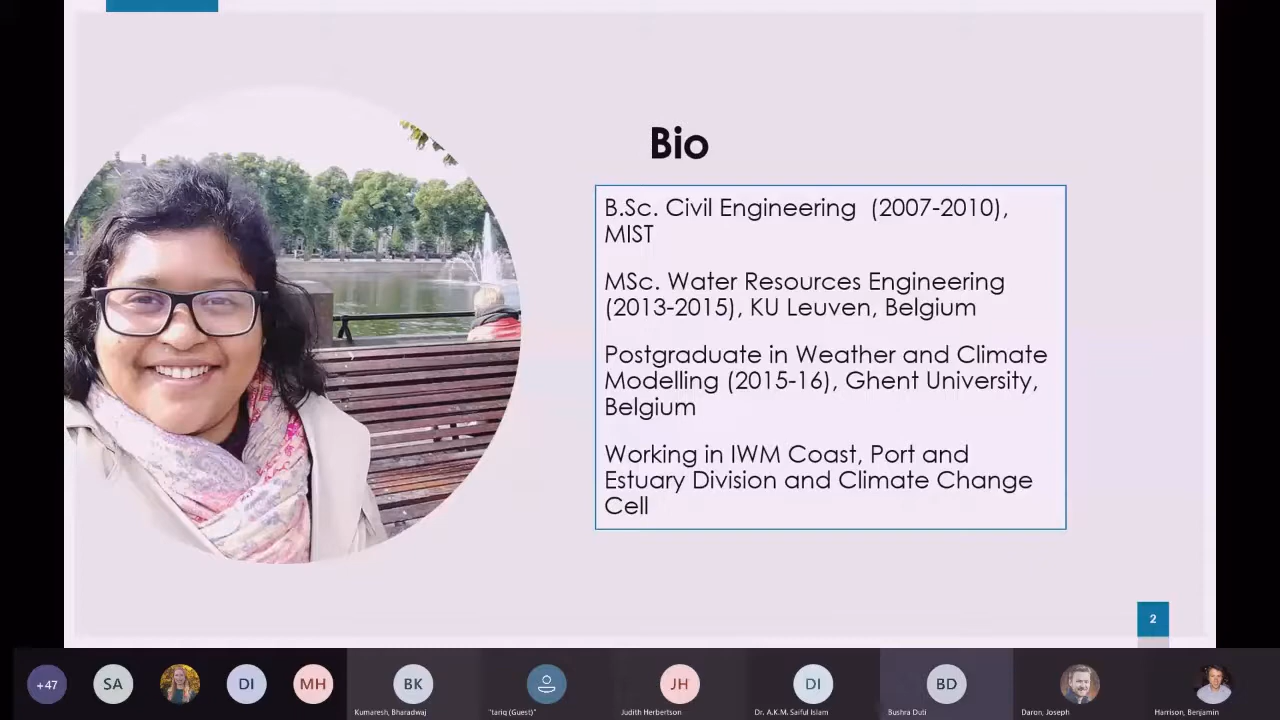 Bio
B.Sc. Civil Engineering  (2007-2010),
MIST
MSc. Water Resources Engineering
(2013-2015), KU Leuven, Belgium
Postgraduate in Weather and Climate
Modelling (2015-16), Ghent University,
Belgium
Working in IWM Coast, Port and
Estuary Division and Climate Change
Cell
2
+47
SA
DI
MH
BK
JH
DI
BD
Kumaresh, Bharadwaj
"tariq (Guest)"
Judith Herbertson
Dr. A.K.M. Saiful Islam
Bushra Duti
Daron, Joseph
Harrison, Benjamin